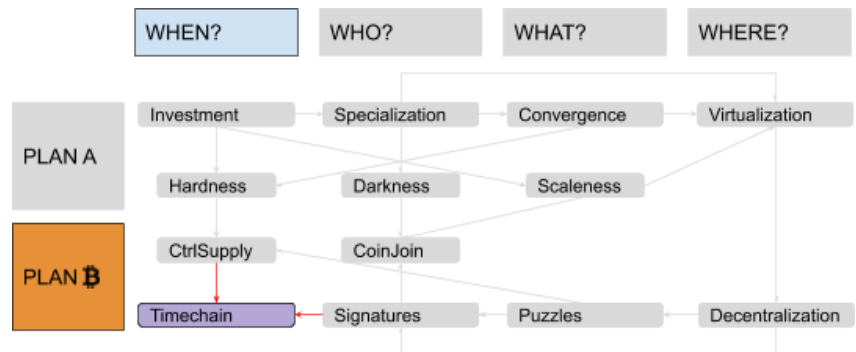 WHEN?
WHO?
WHAT?
WHERE?
PLAN A
Investment
Specialization
Convergence
Virtualization
Hardness
Darkness
Scaleness
PLAN ₿
CtrlSupply
CoinJoin
Timechain
Signatures
Puzzles
Decentralization